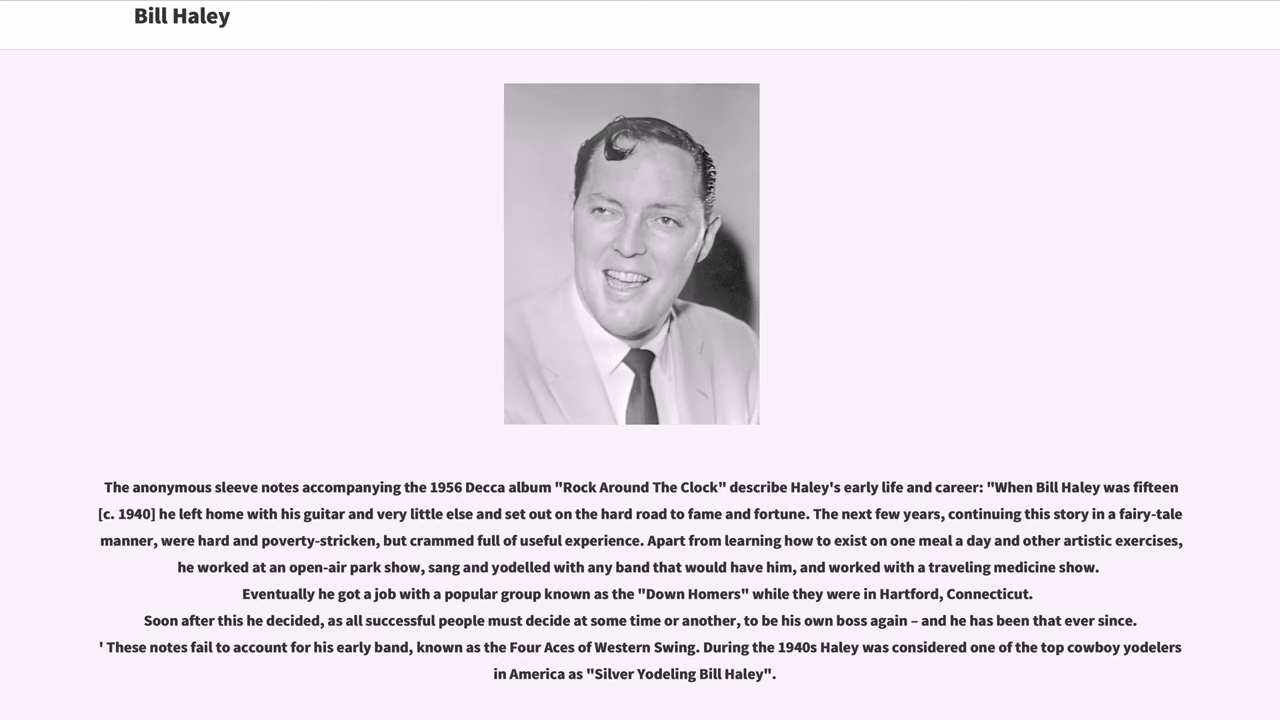 Bill Haley
The anonymous sleeve notes accompanying the 1956 Decca album "Rock Around The Clock" describe Haley's early life and career: "When Bill Haley was fifteen
[c. 1940] he left home with his guitar and very little else and set out on the hard road to fame and fortune. The next few years, continuing this story in a fairy-tale
manner, were hard and poverty-stricken, but crammed full of useful experience. Apart from learning how to exist on one meal a day and other artistic exercises,
he worked at an open-air park show, sang and yodelled with any band that would have him, and worked with a traveling medicine show.
Eventually he got a job with a popular group known as the "Down Homers" while they were in Hartford, Connecticut.
Soon after this he decided, as all successful people must decide at some time or another, to be his own boss again – and he has been that ever since.
' These notes fail to account for his early band, known as the Four Aces of Western Swing. During the 1940s Haley was considered one of the top cowboy yodelers
in America as "Silver Yodeling Bill Haley".